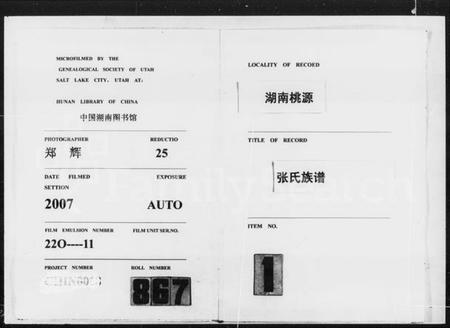 MICROFILMED BY THE
GENEALOGICAL SOCIETY OF UTAH
SALT LAKE CITY, UTAH AT:
HUNAN LIBRARY OF CHINA
中国湖南图书馆
PHOTOGRAPHER REDUCTIO
郑 辉 25
DATE FILMED EXPOSURE
SETTION
2007 AUTO
FILM EMULSION NUMBER FILM UNIT SER.NO.
22O----11
PROJECT NUMBER ROLL NUMBER
867
LOCALITY OF RECOED
湖南桃源
TITLE OF RECORD
张氏族谱
ITEM NO.
1
FamilySearch